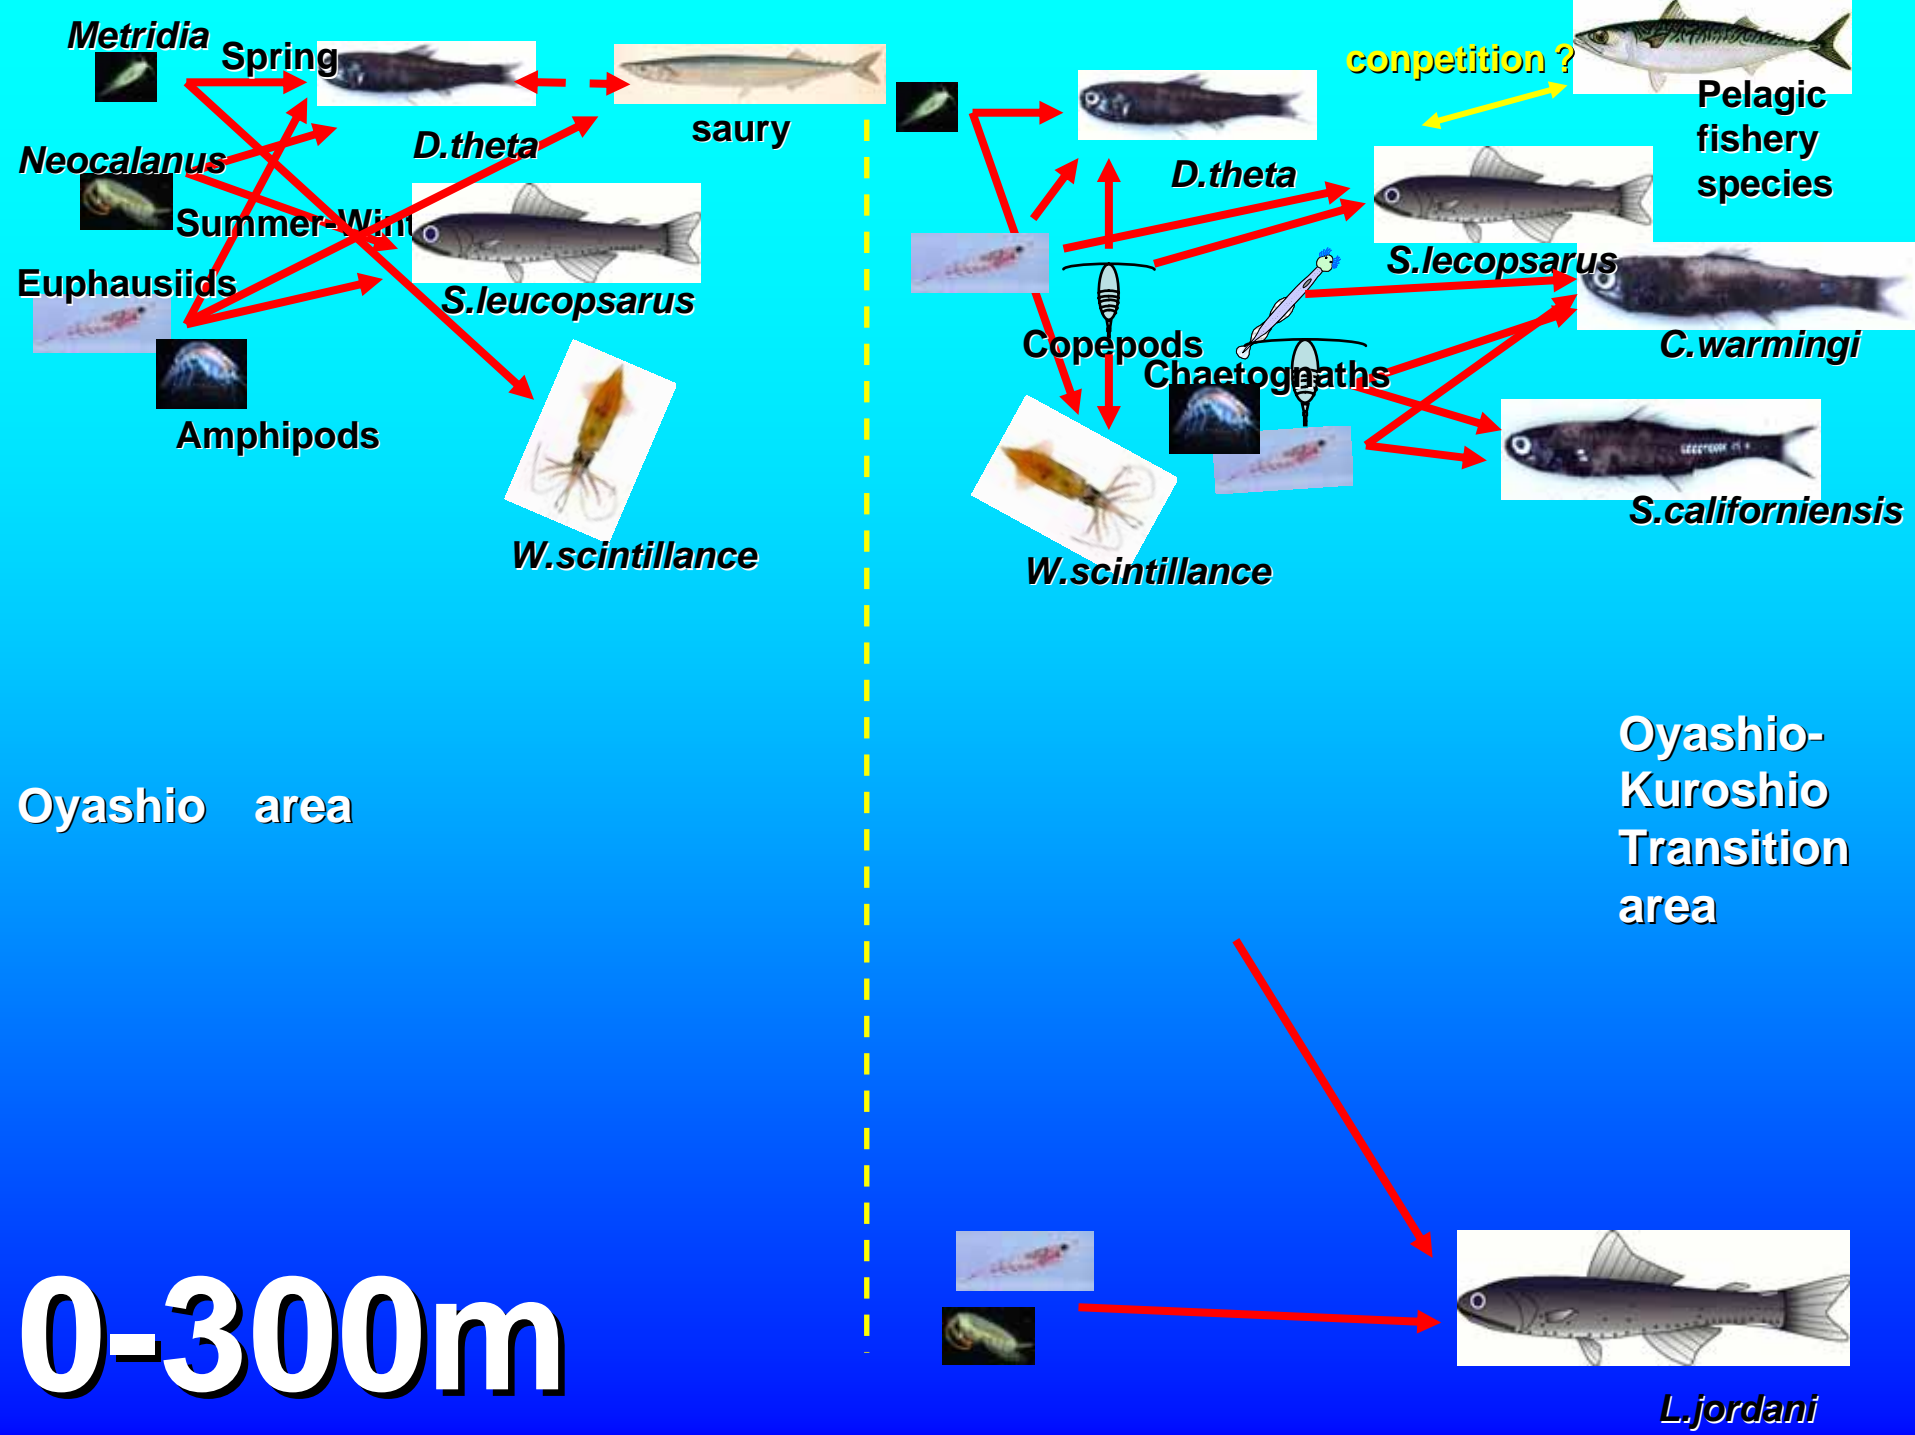 Metridia
Spring
D.theta
saury
Neocalanus
Summer-Wint
Euphausiids
S.leucopsarus
Amphipods
W.scintillance
Oyashio area
0-300m
conpetition ?
Pelagic
fishery
species
D.theta
S.lecopsarus
C.warmingi
Copepods
Chaetognaths
S.californiensis
W.scintillance
Oyashio-
Kuroshio
Transition
area
L.jordani